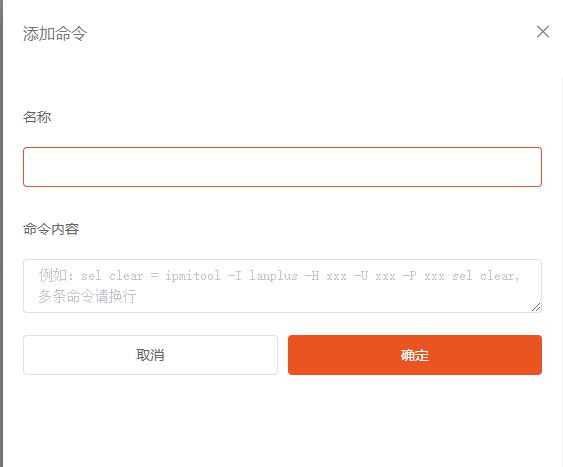 添加命令
名称
命令内容
例如：sel clear = ipmitool -I lanplus -H xxx -U xxx -P xxx sel clear,
多条命令请换行
取消
确定